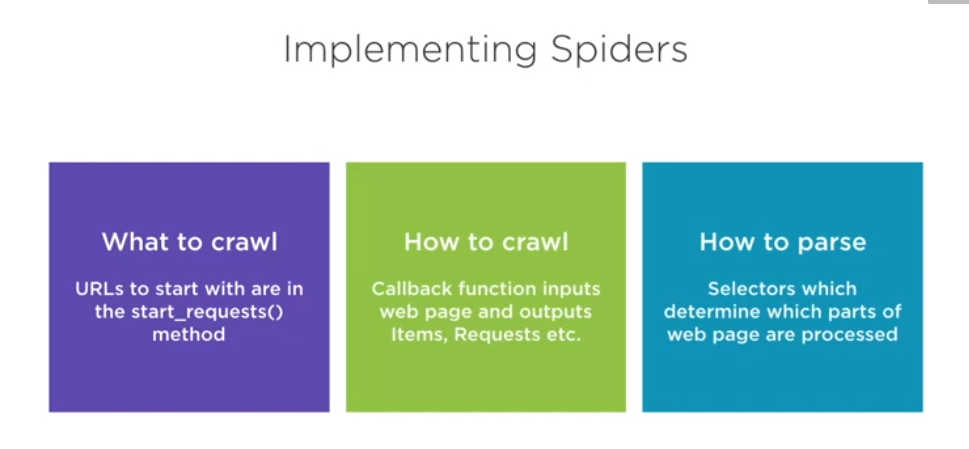 Implementing Spiders
What to crawl
URLs to start with are in
the start_requests()
method
How to crawl
Callback function inputs
web page and outputs
Items, Requests etc.
How to parse
Selectors which
determine which parts of
web page are processed